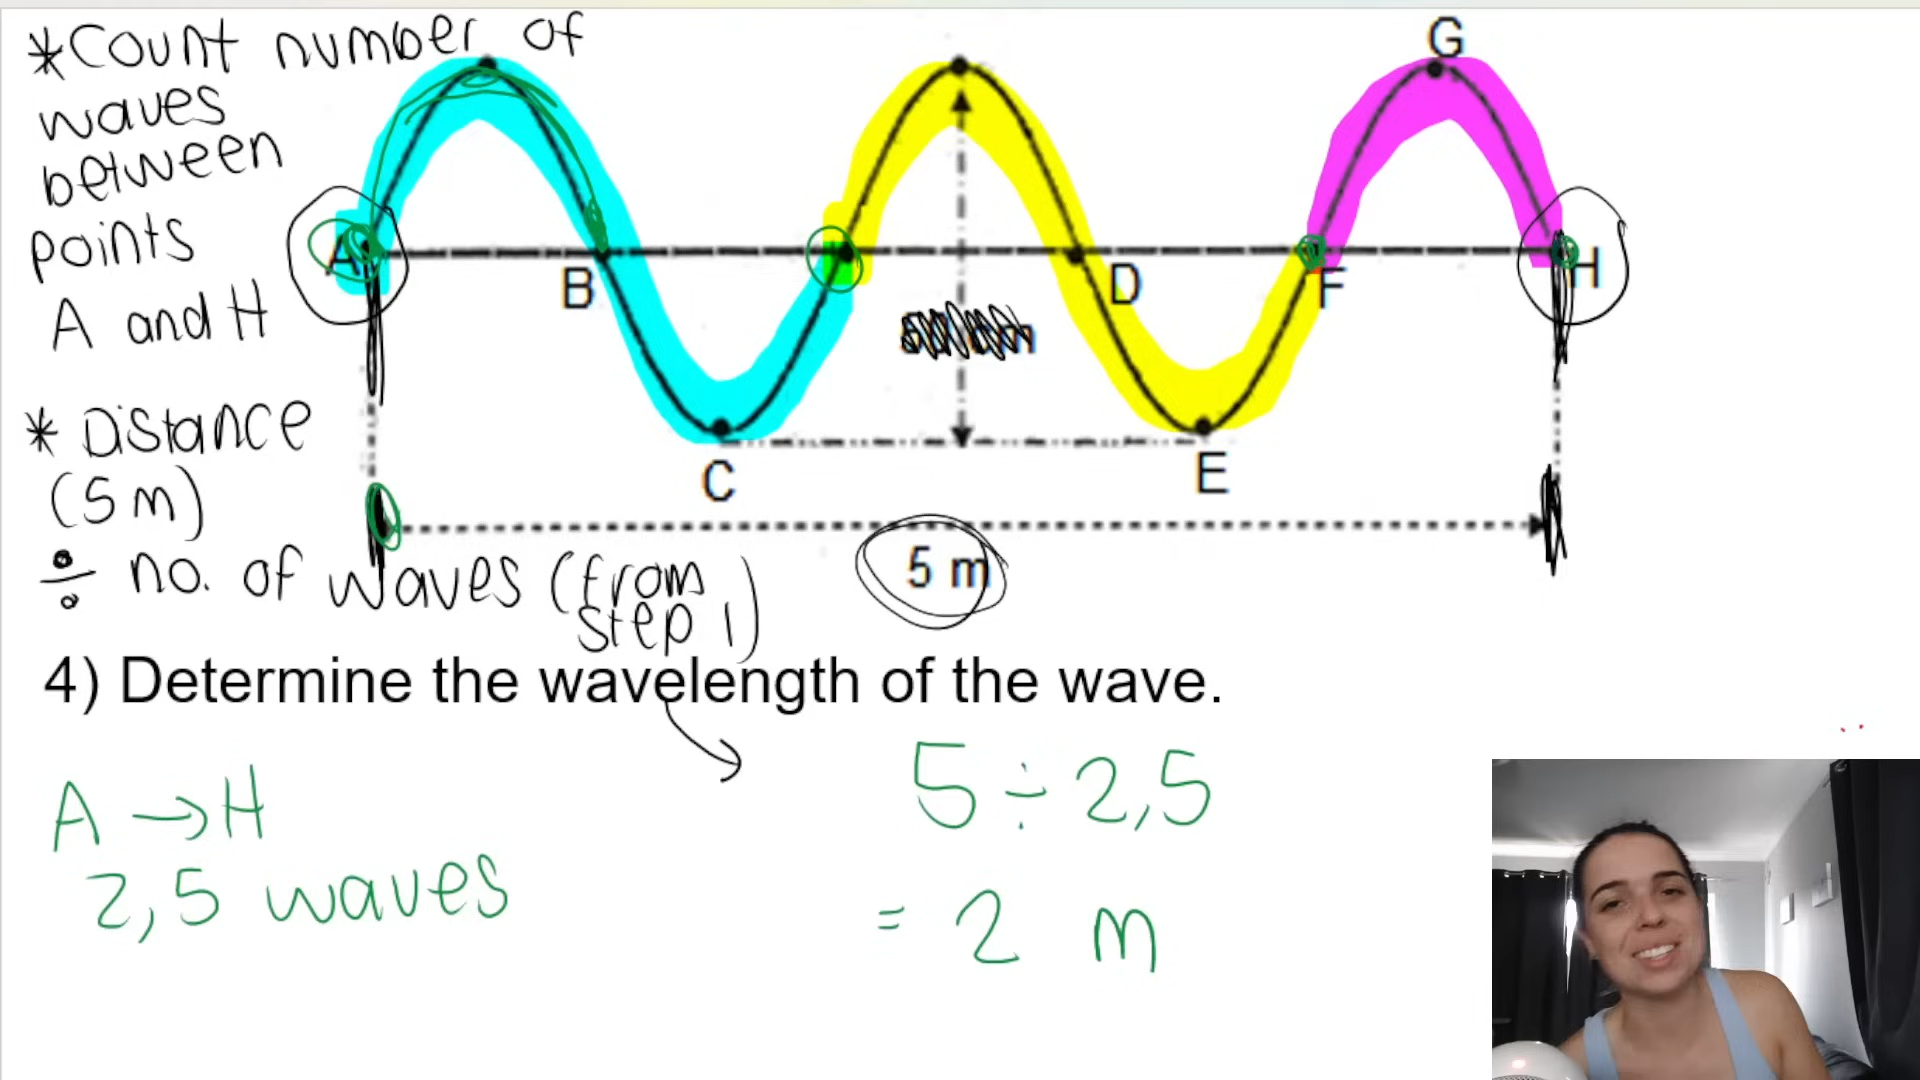 *Count number of
waves
between
points
A and H
G
A
B
D
F
H
C
E
* Distance
(5m)
5 m
÷ no. of waves (from
step 1)
4) Determine the wavelength of the wave.
A → H
2,5 waves
5 ÷ 2,5
= 2 m